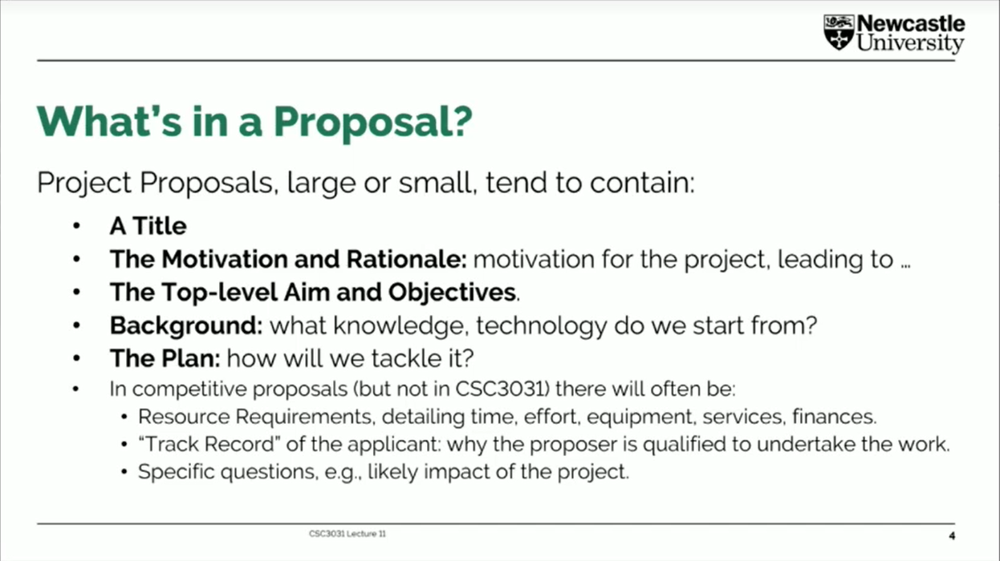 Newcastle
University
What's in a Proposal?
Project Proposals, large or small, tend to contain:
• A Title
• The Motivation and Rationale: motivation for the project, leading to ...
• The Top-level Aim and Objectives.
• Background: what knowledge, technology do we start from?
• The Plan: how will we tackle it?
• In competitive proposals (but not in CSC3031) there will often be:
• Resource Requirements, detailing time, effort, equipment, services, finances.
• “Track Record” of the applicant: why the proposer is qualified to undertake the work.
• Specific questions, e.g., likely impact of the project.
CSC3031 Lecture 11
4